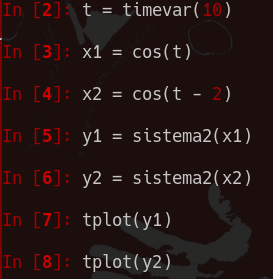 In [2]: t = timevar(10)
In [3]: x1 = cos(t)
In [4]: x2 = cos(t - 2)
In [5]: y1 = sistema2(x1)
In [6]: y2 = sistema2(x2)
In [7]: tplot(y1)
In [8]: tplot(y2)